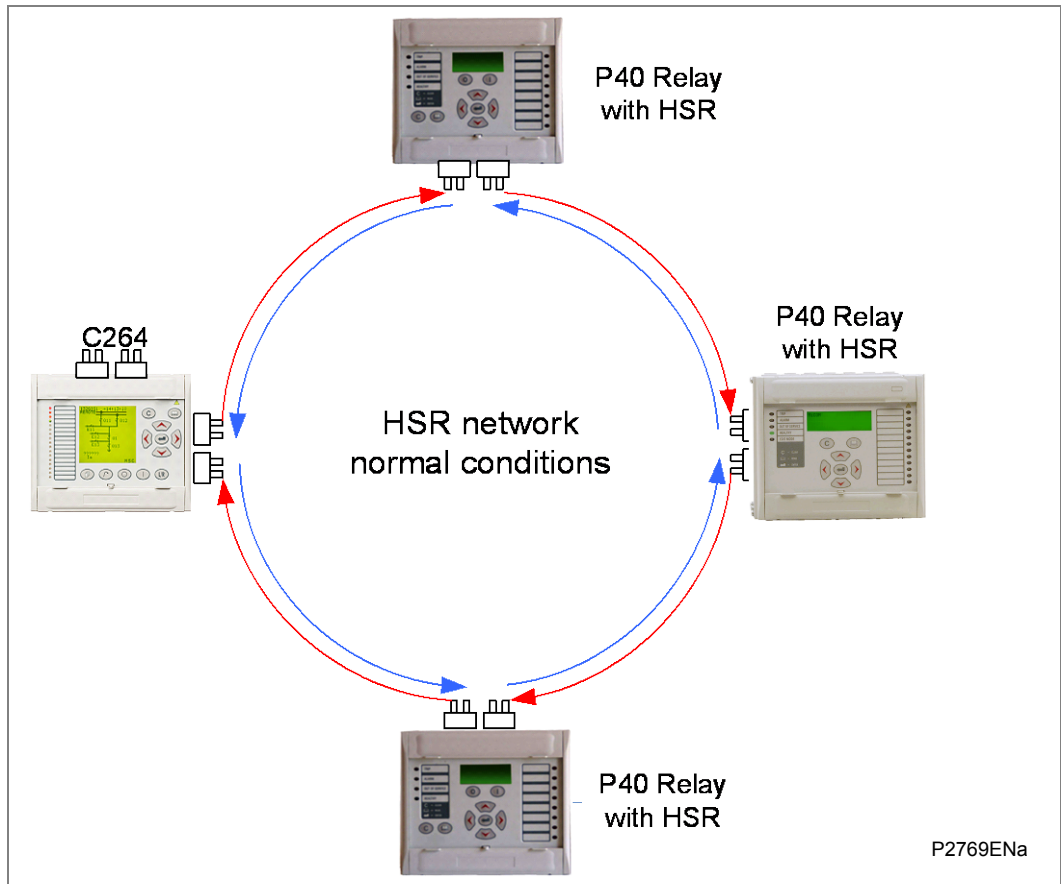 P40 Relay
with HSR
C264
P40 Relay
with HSR
HSR network
normal conditions
P40 Relay
with HSR
P2769ENa